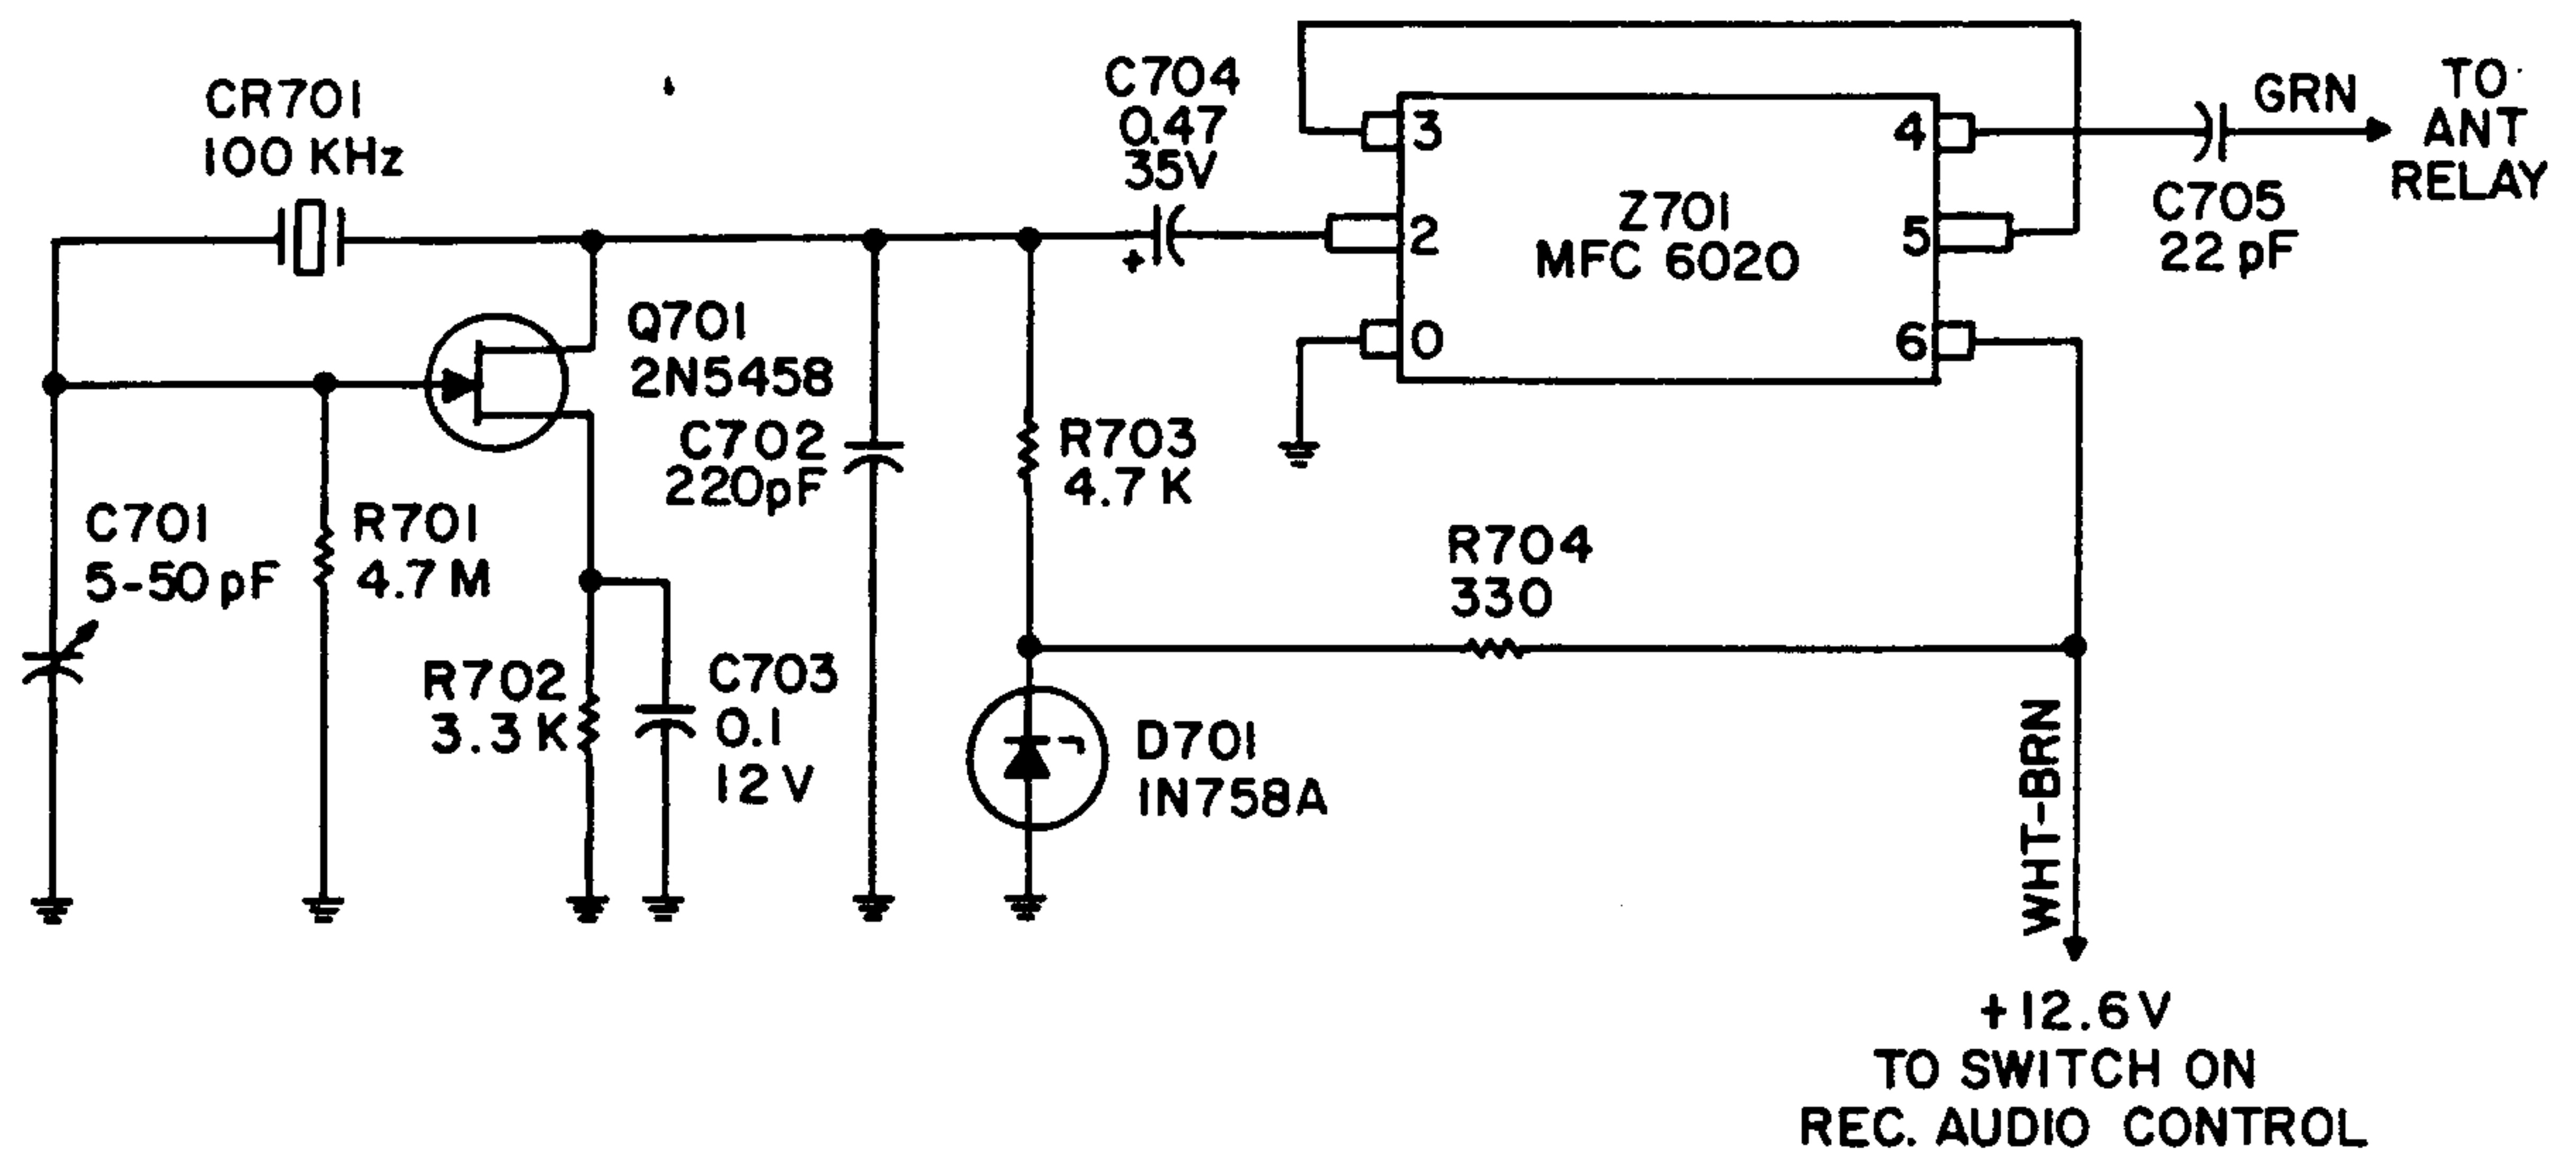 CR701
100 KHz
C704
0.47
35V
3
2
0
Z701
MFC 6020
4
5
6
GRN
TO
ANT
RELAY
C705
22 pF
Q701
2N5458
C702
220pF
R703
4.7 K
C701
5-50 pF
R701
4.7 M
R704
330
R702
3.3 K
C703
0.1
12 V
D701
1N758A
WHT-BRN
+12.6V
TO SWITCH ON
REC. AUDIO CONTROL